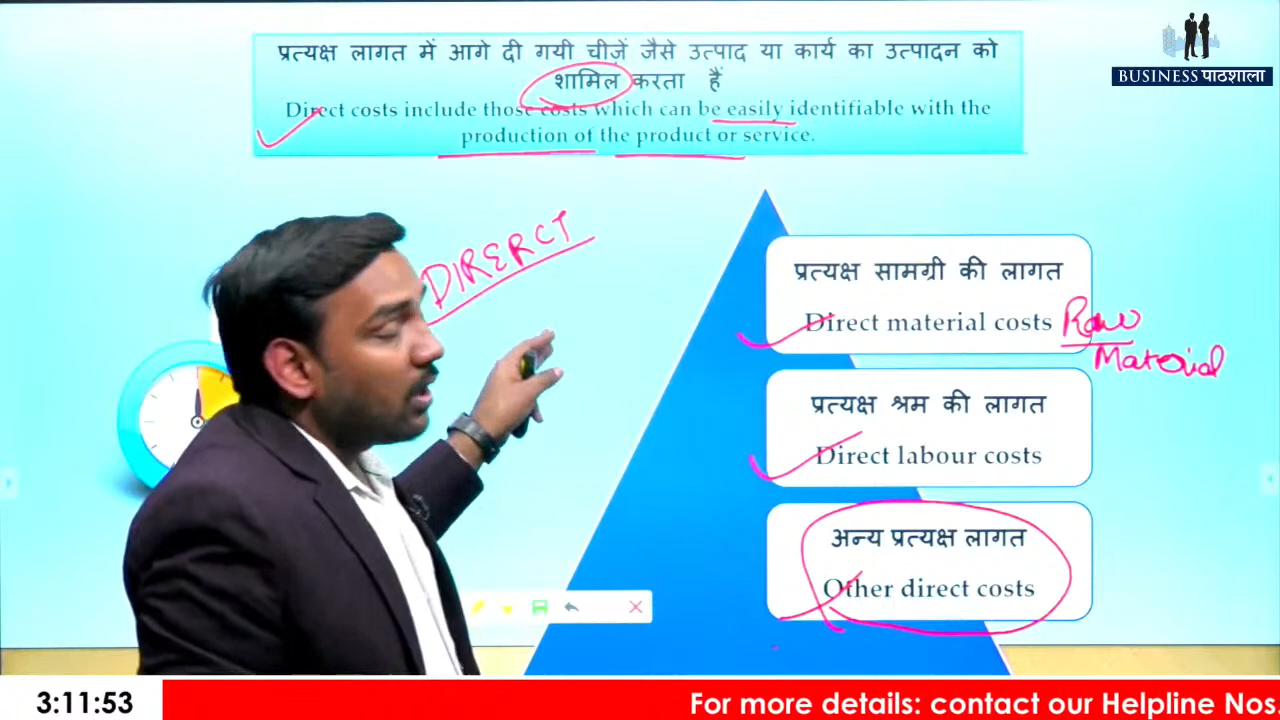 प्रत्यक्ष लागत में आगे दी गयी चीज़ें जैसे उत्पाद या कार्य का उत्पादन को
शामिल करता हैं
Direct costs include those costs which can be easily identifiable with the
production of the product or service.
BUSINESS पाठशाला
DIRERCT
प्रत्यक्ष सामग्री की लागत
Direct material costs
Raw
Material
प्रत्यक्ष श्रम की लागत
Direct labour costs
अन्य प्रत्यक्ष लागत
Other direct costs
3:11:53
For more details: contact our Helpline Nos.